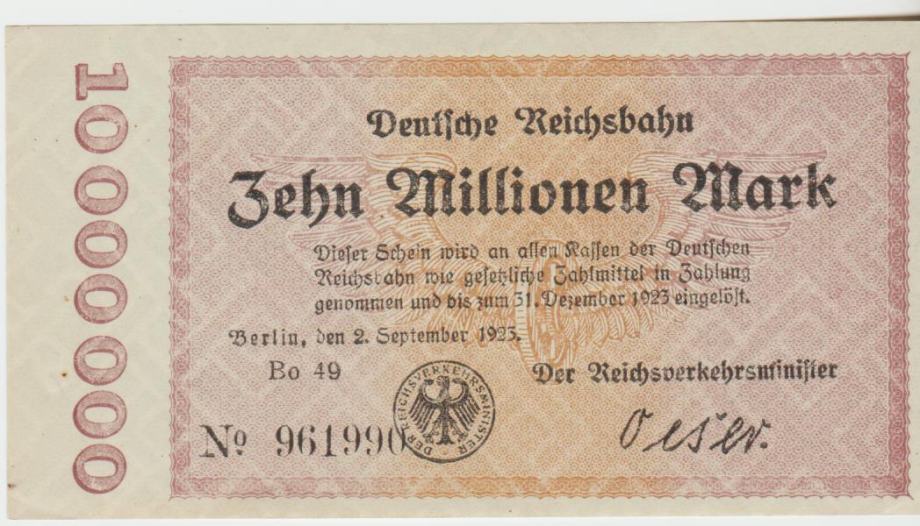 10000000
Deutsche Reichsbahn
Zehn Millionen Mark
Dieser Schein wird an allen Kassen der Deutschen
Reichsbahn wie gesetzliche Zahlmittel in Zahlung
genommen und bis zum 31. Dezember 1923 eingelöst.
Berlin, den 2. September 1923.
Bo 49
Der Reichsverkehrsminister
No 961990
DER REICHSVERKEHRSMINISTER
Oeser.